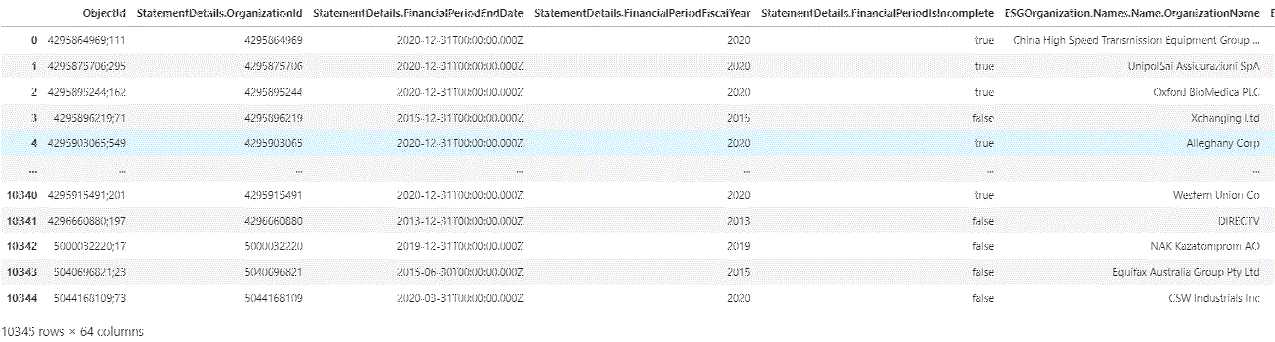 ObjectId StatementDetails.OrganizationId StatementDetails.FinancialPeriodEndDate StatementDetails.FinancialPeriodFiscalYear StatementDetails.FinancialPeriodIsIncomplete ESGOrganization.Names.Name.OrganizationName E
0 4295864969;111 4295864969 2020-12-31T00:00:00.000Z 2020 true China High Speed Transmission Equipment Group ...
1 4295875706;295 4295875706 2020-12-31T00:00:00.000Z 2020 true UnipolSai Assicurazioni SpA
2 4295895244;162 4295895244 2020-12-31T00:00:00.000Z 2020 true Oxford BioMedica PLC
3 4295896219;71 4295896219 2015-12-31T00:00:00.000Z 2015 false Xchanging Ltd
4 4295903065;549 4295903065 2020-12-31T00:00:00.000Z 2020 true Alleghany Corp
... ... ... ... ... ... ...
10340 4295915491;201 4295915491 2020-12-31T00:00:00.000Z 2020 true Western Union Co
10341 4296660880;197 4296660880 2013-12-31T00:00:00.000Z 2013 false DIRECTV
10342 5000032220;17 5000032220 2019-12-31T00:00:00.000Z 2019 false NAK Kazatomprom AO
10343 5040696821;23 5040696821 2015-06-30T00:00:00.000Z 2015 false Equifax Australia Group Pty Ltd
10344 5044168109;73 5044168109 2020-03-31T00:00:00.000Z 2020 false CSW Industrials Inc
10345 rows × 64 columns